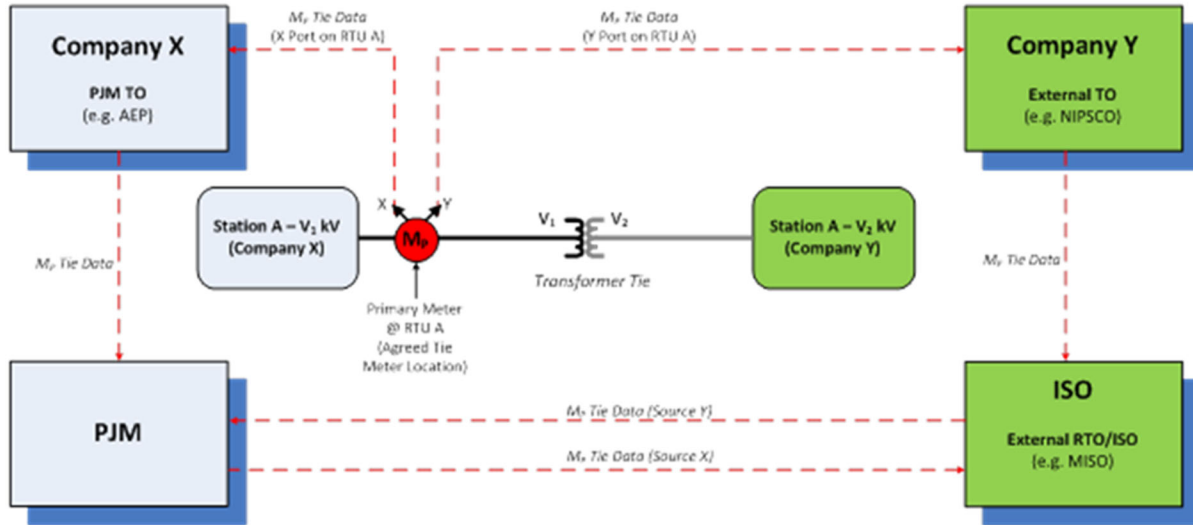 Company X
PJM TO
(e.g. AEP)
Mₚ Tie Data
(X Port on RTU A)
Mₚ Tie Data
(Y Port on RTU A)
Company Y
External TO
(e.g. NIPSCO)
Station A – V₁ kV
(Company X)
X
Y
Mₚ
V₁
V₂
Transformer Tie
Station A – V₂ kV
(Company Y)
Mₚ Tie Data
Mₚ Tie Data
Primary Meter
@ RTU A
(Agreed Tie
Meter Location)
PJM
Mₚ Tie Data (Source Y)
Mₚ Tie Data (Source X)
ISO
External RTO/ISO
(e.g. MISO)